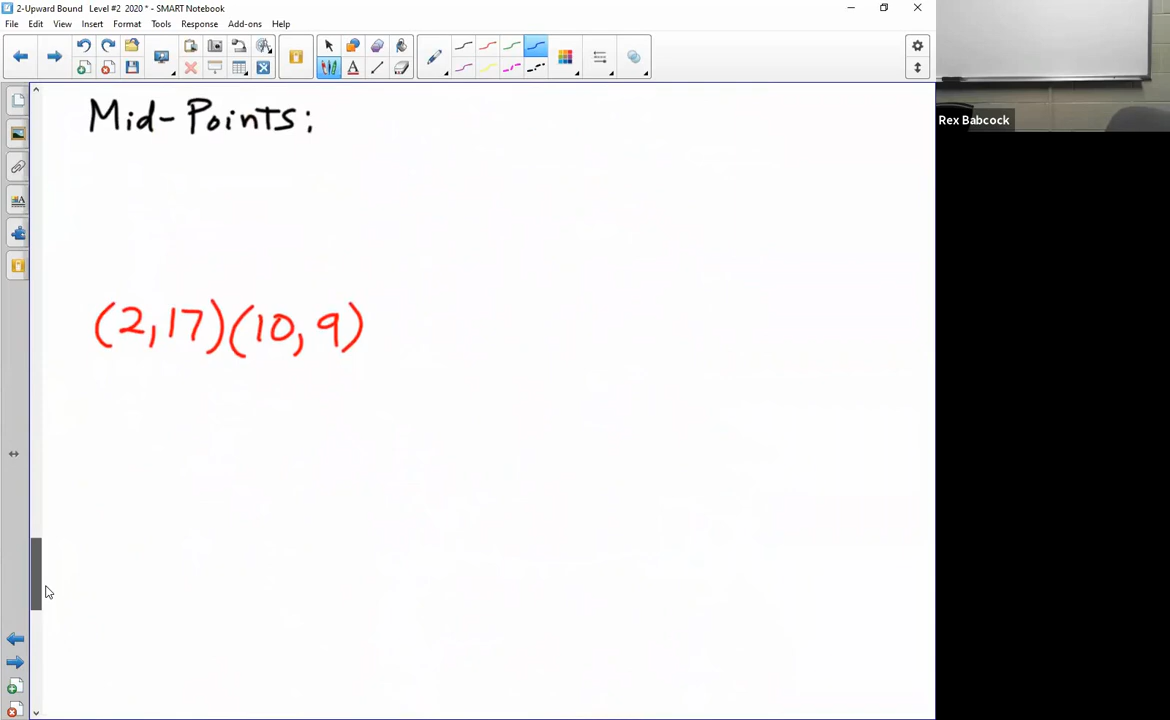 2-Upward Bound Level #2 2020 * - SMART Notebook
File Edit View Insert Format Tools Response Add-ons Help
Rex Babcock
Mid-Points:
(2,17)(10,9)